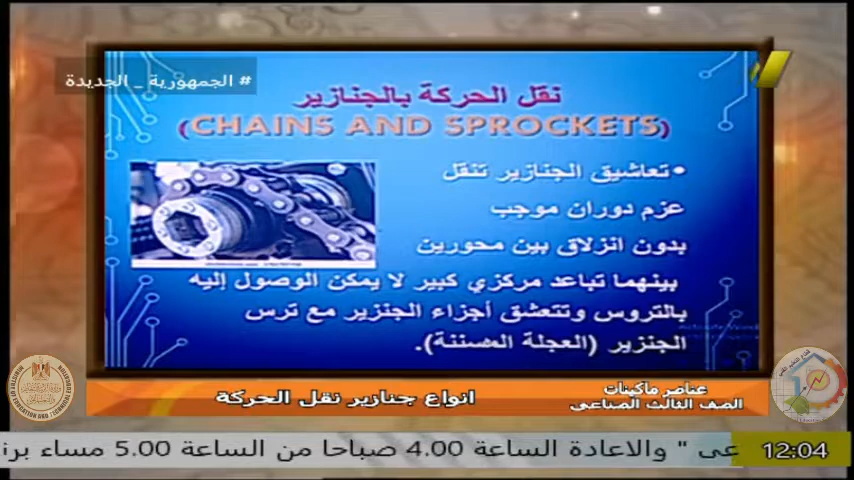 # الجمهورية _ الجديدة
نقل الحركة بالجنازير
(CHAINS AND SPROCKETS)
•تعاشيق الجنازير تنقل
عزم دوران موجب
بدون انزلاق بين محورين
بينهما تباعد مركزي كبير لا يمكن الوصول إليه
بالتروس وتتعشق أجزاء الجنزير مع ترس
الجنزير (العجلة المسننة).
عناصر ماكينات
الصف الثالث الصناعى
انواع جنازير نقل الحركة
عى " والاعادة الساعة 4.00 صباحا من الساعة 5.00 مساء
12:04